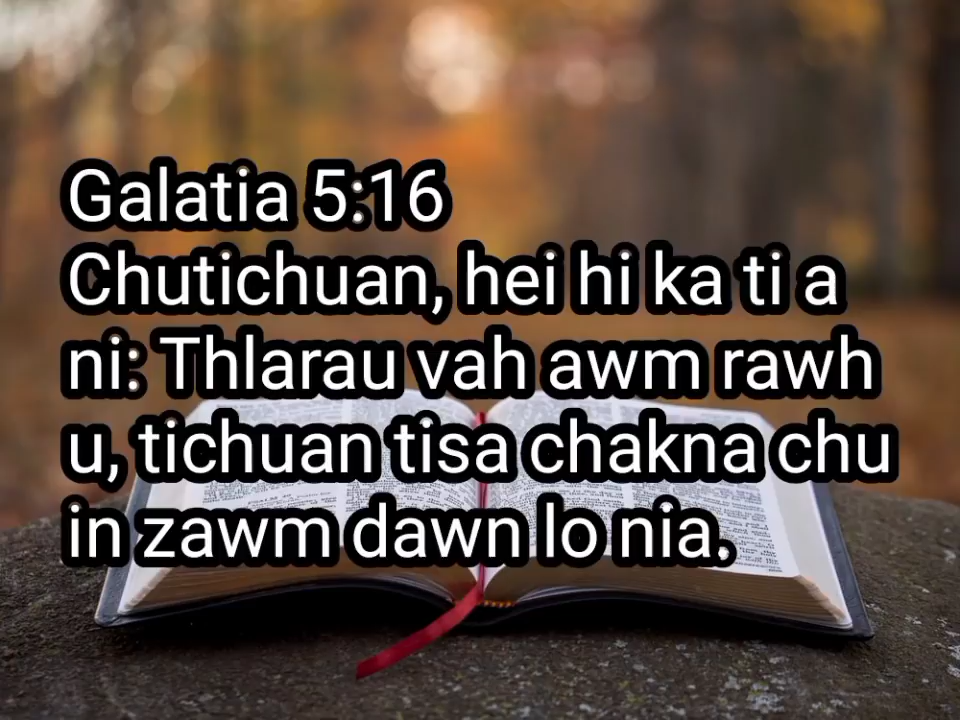 Galatia 5:16
Chutichuan, hei hi ka ti a
ni: Thlarau vah awm rawh
u, tichuan tisa chakna chu
in zawm dawn lo nia.